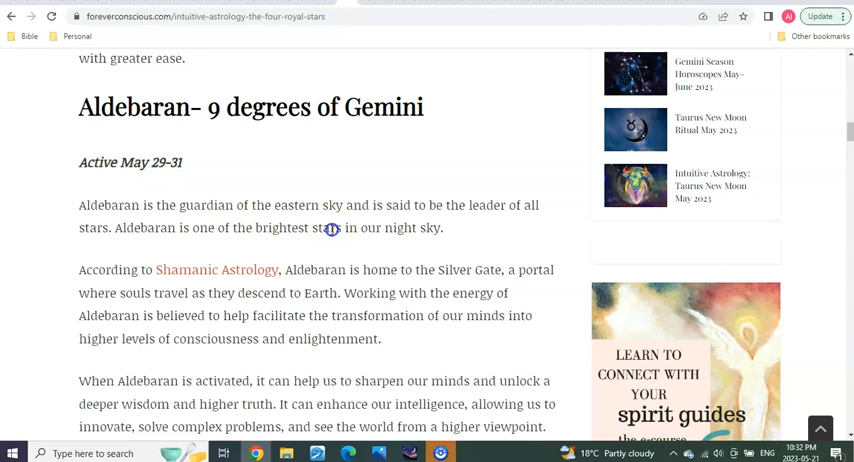 foreverconscious.com/intuitive-astrology-the-four-royal-stars
AI
Update
Bible
Personal
Other bookmarks
with greater ease.
Aldebaran- 9 degrees of Gemini
Active May 29-31
Aldebaran is the guardian of the eastern sky and is said to be the leader of all
stars. Aldebaran is one of the brightest stars in our night sky.
According to Shamanic Astrology, Aldebaran is home to the Silver Gate, a portal
where souls travel as they descend to Earth. Working with the energy of
Aldebaran is believed to help facilitate the transformation of our minds into
higher levels of consciousness and enlightenment.
When Aldebaran is activated, it can help us to sharpen our minds and unlock a
deeper wisdom and higher truth. It can enhance our intelligence, allowing us to
innovate, solve complex problems, and see the world from a higher viewpoint.
Gemini Season
Horoscopes May-
June 2023
Taurus New Moon
Ritual May 2023
Intuitive Astrology:
Taurus New Moon
May 2023
LEARN TO
CONNECT WITH
YOUR
spirit guides
the e-course
Type here to search
18°C Partly cloudy
ENG
10:32 PM
2023-05-21